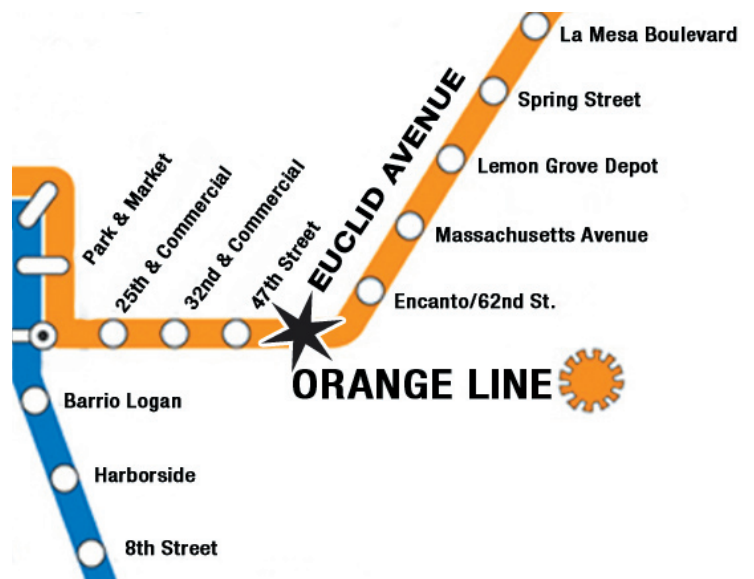 La Mesa Boulevard
Spring Street
EUCLID AVENUE
Lemon Grove Depot
Park & Market
25th & Commercial
32nd & Commercial
47th Street
Massachusetts Avenue
Encanto/62nd St.
ORANGE LINE
Barrio Logan
Harborside
8th Street